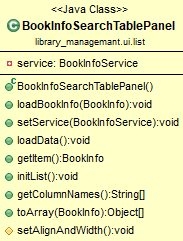 <<Java Class>>
BookInfoSearchTablePanel
library_managemant.ui.list
service: BookInfoService
BookInfoSearchTablePanel()
loadBookInfo(BookInfo):void
setService(BookInfoService):void
loadData():void
getItem():BookInfo
initList():void
getColumnNames():String[]
toArray(BookInfo):Object[]
setAlignAndWidth():void